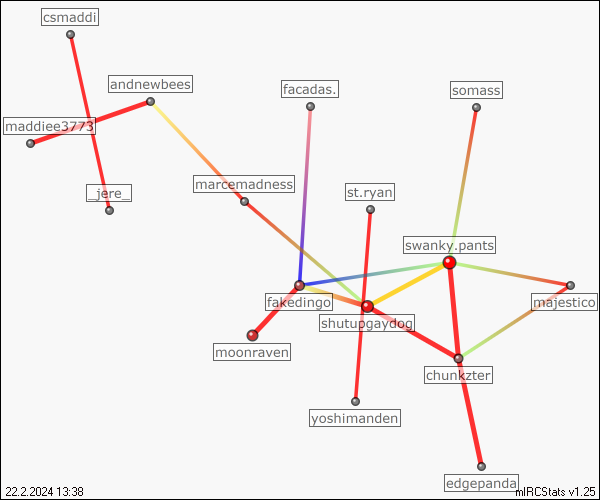 csmaddi
andnewbees
facadas.
somass
maddiee3773
marcemadness
_jere_
st.ryan
swanky.pants
fakedingo
majestico
shutupgaydog
moonraven
chunkzter
yoshimanden
edgepanda
22.2.2024 13:38
mIRCStats v1.25